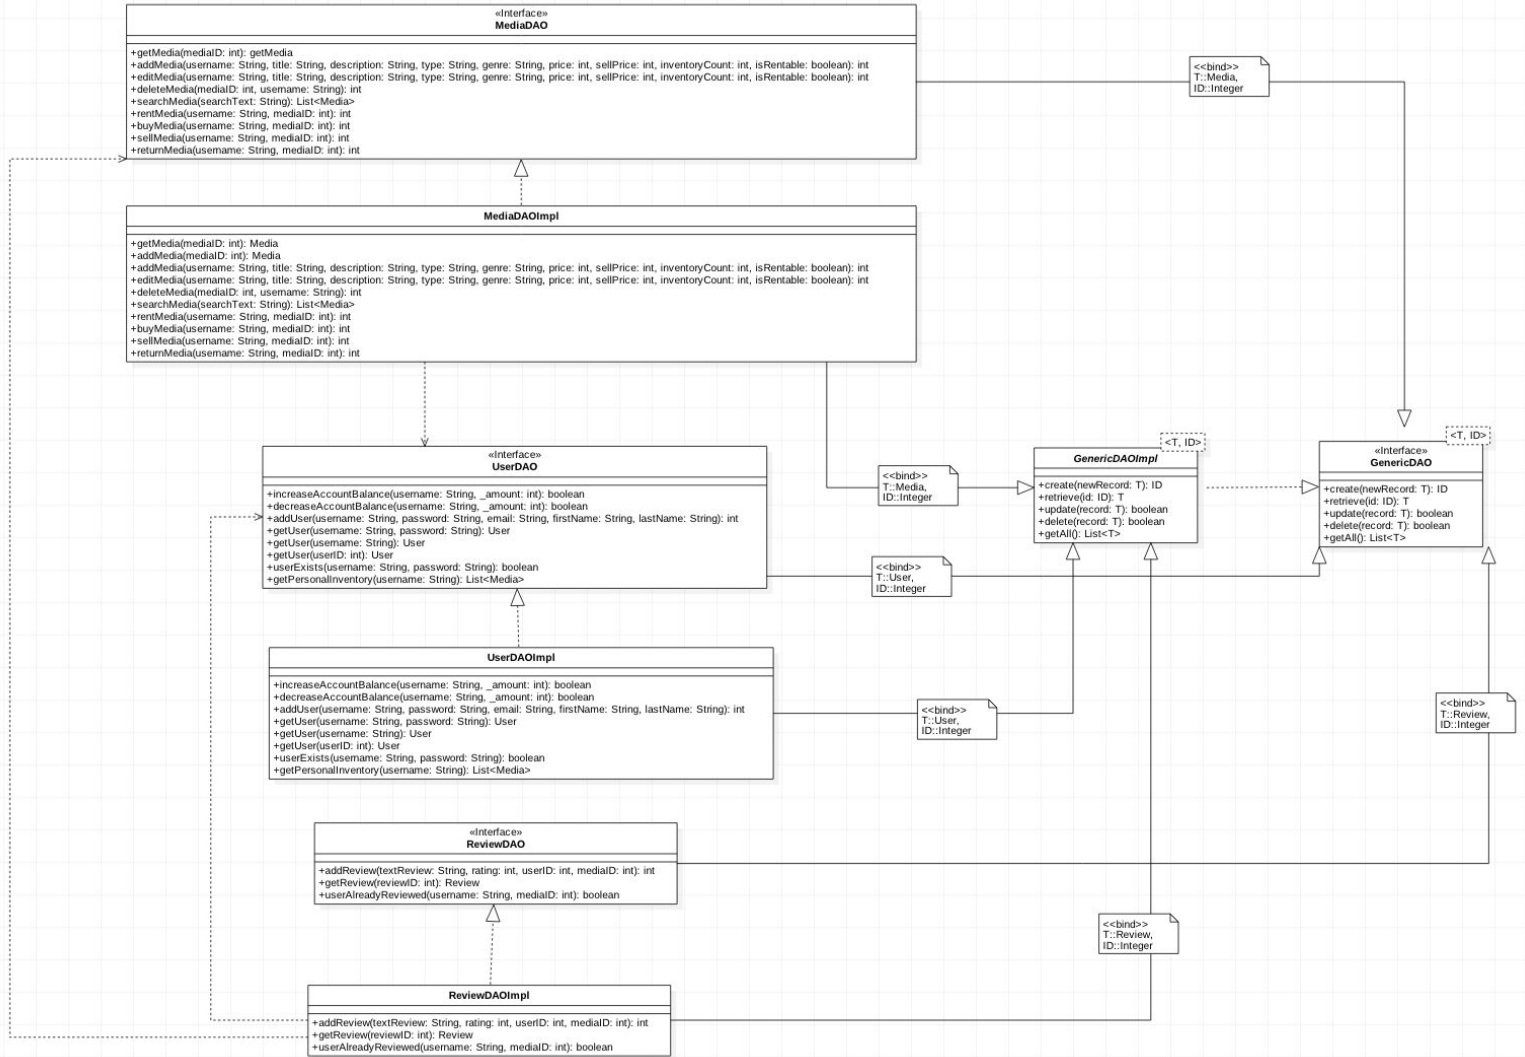 «Interface»
MediaDAO
+getMedia(mediaID: int): getMedia
+addMedia(username: String, title: String, description: String, type: String, genre: String, price: int, sellPrice: int, inventoryCount: int, isRentable: boolean): int
+editMedia(username: String, title: String, description: String, type: String, genre: String, price: int, sellPrice: int, inventoryCount: int, isRentable: boolean): int
+deleteMedia(mediaID: int, username: String): int
+searchMedia(searchText: String): List<Media>
+rentMedia(username: String, mediaID: int): int
+buyMedia(username: String, mediaID: int): int
+sellMedia(username: String, mediaID: int): int
+returnMedia(username: String, mediaID: int): int
<<bind>>
T::Media,
ID::Integer
MediaDAOImpl
+getMedia(mediaID: int): Media
+addMedia(mediaID: int): Media
+addMedia(username: String, title: String, description: String, type: String, genre: String, price: int, sellPrice: int, inventoryCount: int, isRentable: boolean): int
+editMedia(username: String, title: String, description: String, type: String, genre: String, price: int, sellPrice: int, inventoryCount: int, isRentable: boolean): int
+deleteMedia(mediaID: int, username: String): int
+searchMedia(searchText: String): List<Media>
+rentMedia(username: String, mediaID: int): int
+buyMedia(username: String, mediaID: int): int
+sellMedia(username: String, mediaID: int): int
+returnMedia(username: String, mediaID: int): int
«Interface»
UserDAO
+increaseAccountBalance(username: String, _amount: int): boolean
+decreaseAccountBalance(username: String, _amount: int): boolean
+addUser(username: String, password: String, email: String, firstName: String, lastName: String): int
+getUser(username: String, password: String): User
+getUser(username: String): User
+getUser(userID: int): User
+userExists(username: String, password: String): boolean
+getPersonalInventory(username: String): List<Media>
<<bind>>
T::Media,
ID::Integer
<T, ID>
GenericDAOImpl
+create(newRecord: T): ID
+retrieve(id: ID): T
+update(record: T): boolean
+delete(record: T): boolean
+getAll(): List<T>
<T, ID>
«Interface»
GenericDAO
+create(newRecord: T): ID
+retrieve(id: ID): T
+update(record: T): boolean
+delete(record: T): boolean
+getAll(): List<T>
<<bind>>
T::User,
ID::Integer
UserDAOImpl
+increaseAccountBalance(username: String, _amount: int): boolean
+decreaseAccountBalance(username: String, _amount: int): boolean
+addUser(username: String, password: String, email: String, firstName: String, lastName: String): int
+getUser(username: String, password: String): User
+getUser(username: String): User
+getUser(userID: int): User
+userExists(username: String, password: String): boolean
+getPersonalInventory(username: String): List<Media>
<<bind>>
T::User,
ID::Integer
<<bind>>
T::Review,
ID::Integer
«Interface»
ReviewDAO
+addReview(textReview: String, rating: int, userID: int, mediaID: int): int
+getReview(reviewID: int): Review
+userAlreadyReviewed(username: String, mediaID: int): boolean
<<bind>>
T::Review,
ID::Integer
ReviewDAOImpl
+addReview(textReview: String, rating: int, userID: int, mediaID: int): int
+getReview(reviewID: int): Review
+userAlreadyReviewed(username: String, mediaID: int): boolean